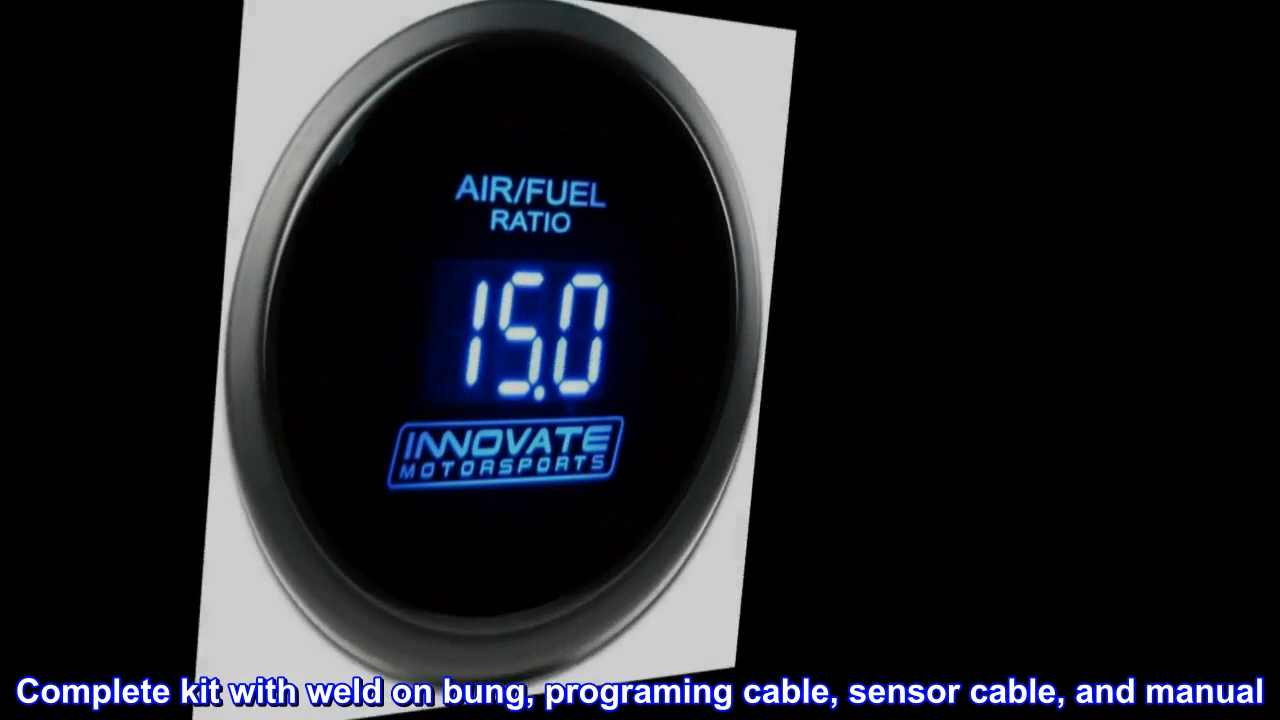 AIR/FUEL
RATIO
15.0
INNOVATE
MOTORSPORTS
Complete kit with weld on bung, programing cable, sensor cable, and manual